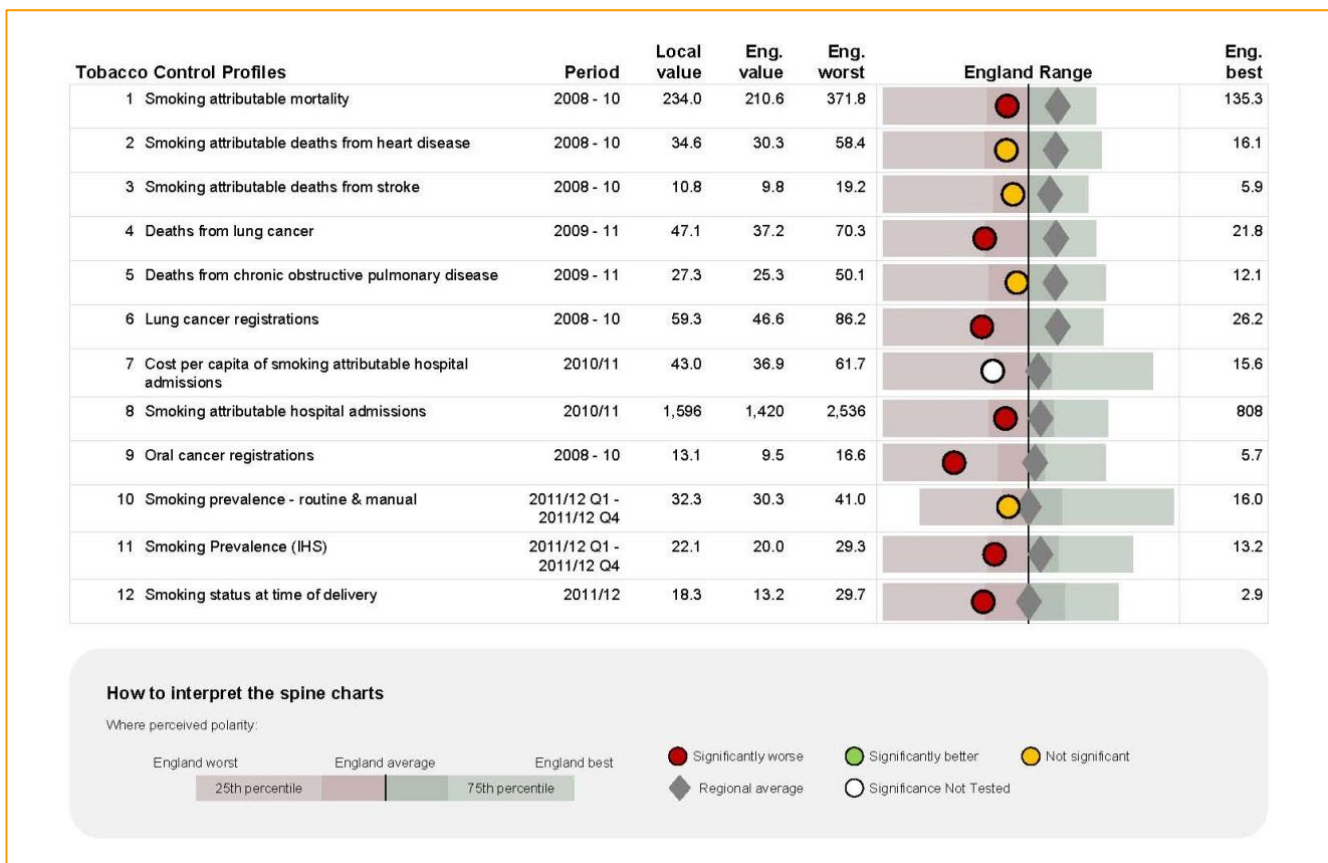 Tobacco Control Profiles Period Local value Eng. value Eng. worst England Range Eng. best
1 Smoking attributable mortality 2008 - 10 234.0 210.6 371.8 135.3
2 Smoking attributable deaths from heart disease 2008 - 10 34.6 30.3 58.4 16.1
3 Smoking attributable deaths from stroke 2008 - 10 10.8 9.8 19.2 5.9
4 Deaths from lung cancer 2009 - 11 47.1 37.2 70.3 21.8
5 Deaths from chronic obstructive pulmonary disease 2009 - 11 27.3 25.3 50.1 12.1
6 Lung cancer registrations 2008 - 10 59.3 46.6 86.2 26.2
7 Cost per capita of smoking attributable hospital 2010/11 43.0 36.9 61.7 15.6
admissions
8 Smoking attributable hospital admissions 2010/11 1,596 1,420 2,536 808
9 Oral cancer registrations 2008 - 10 13.1 9.5 16.6 5.7
10 Smoking prevalence - routine & manual 2011/12 Q1 - 32.3 30.3 41.0 16.0
2011/12 Q4
11 Smoking Prevalence (IHS) 2011/12 Q1 - 22.1 20.0 29.3 13.2
2011/12 Q4
12 Smoking status at time of delivery 2011/12 18.3 13.2 29.7 2.9
How to interpret the spine charts
Where perceived polarity:
England worst England average England best
25th percentile 75th percentile
Significantly worse Significantly better Not significant
Regional average Significance Not Tested